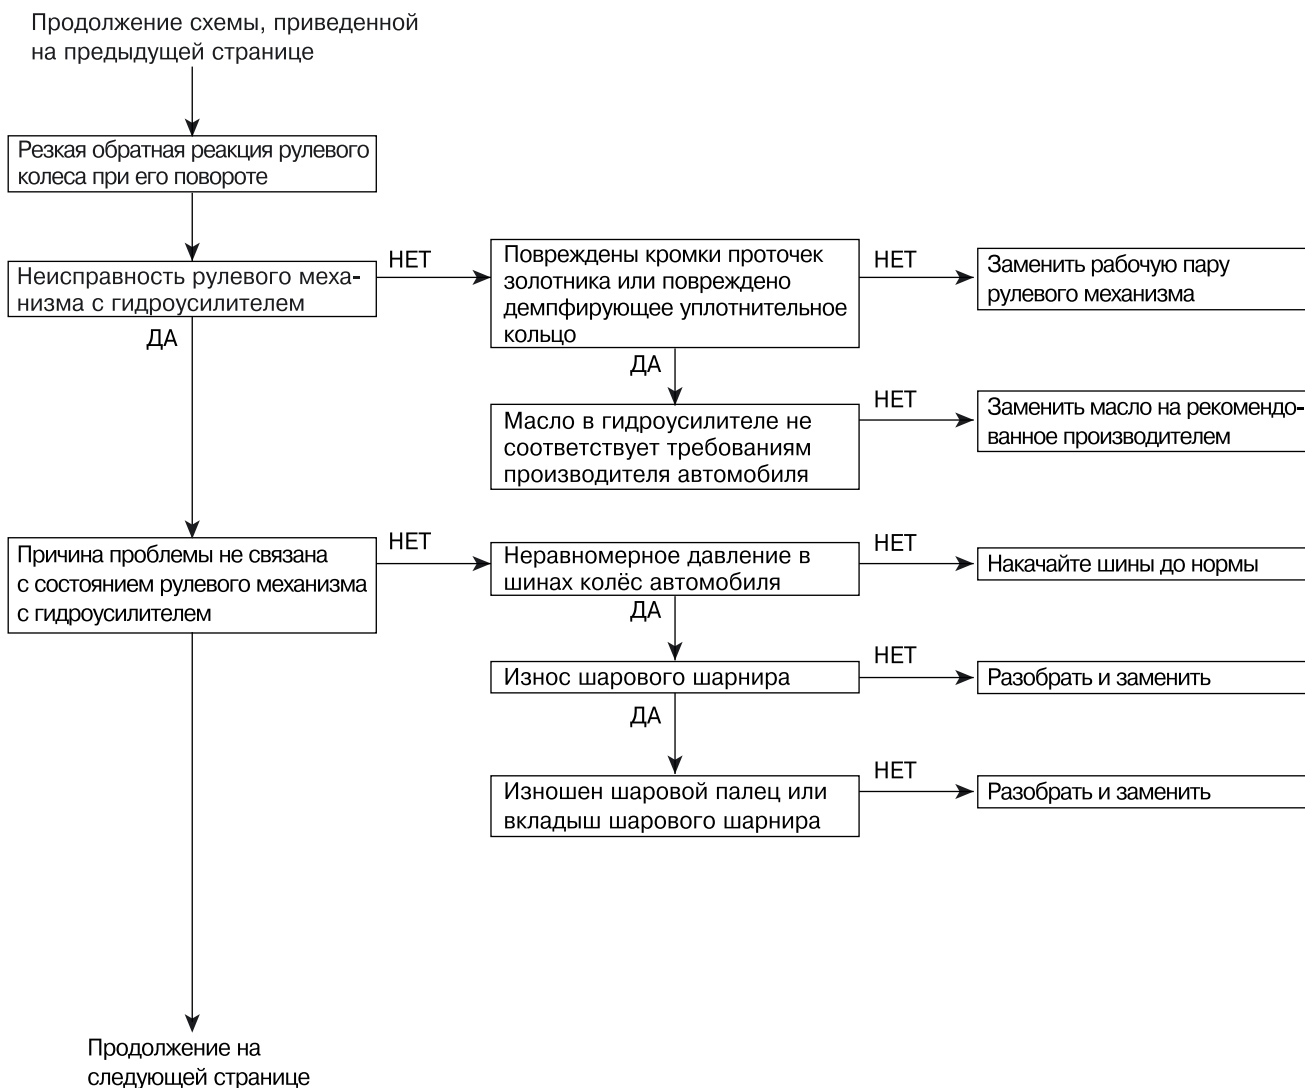 Продолжение схемы, приведенной
на предыдущей странице
Резкая обратная реакция рулевого
колеса при его повороте
Неисправность рулевого меха-
низма с гидроусилителем
НЕТ
Повреждены кромки проточек
золотника или повреждено
демпфирующее уплотнительное
кольцо
НЕТ
Заменить рабочую пару
рулевого механизма
ДА
ДА
Масло в гидроусилителе не
соответствует требованиям
производителя автомобиля
НЕТ
Заменить масло на рекомендо-
ванное производителем
Причина проблемы не связана
с состоянием рулевого механизма
с гидроусилителем
НЕТ
Неравномерное давление в
шинах колёс автомобиля
НЕТ
Накачайте шины до нормы
ДА
Износ шарового шарнира
НЕТ
Разобрать и заменить
ДА
Изношен шаровой палец или
вкладыш шарового шарнира
НЕТ
Разобрать и заменить
Продолжение на
следующей странице